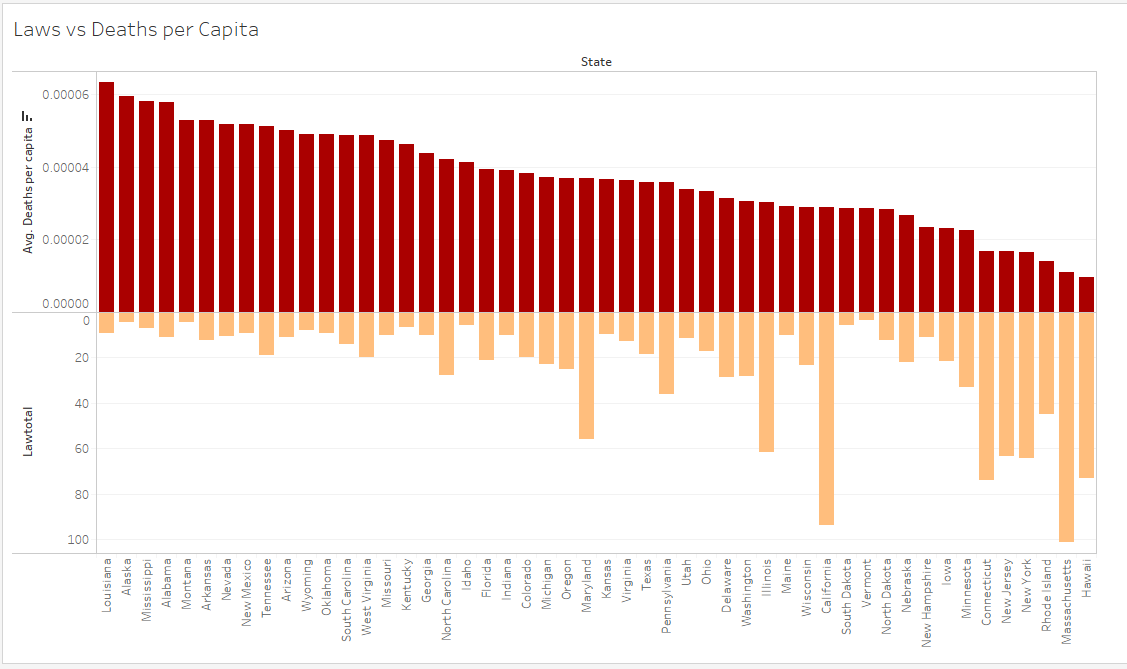 Laws vs Deaths per Capita
State
Avg. Deaths per capita
0.00006
0.00004
0.00002
0.00000
Lawtotal
0
20
40
60
80
100
Louisiana
Alaska
Mississippi
Alabama
Montana
Arkansas
Nevada
New Mexico
Tennessee
Arizona
Wyoming
Oklahoma
South Carolina
West Virginia
Missouri
Kentucky
Georgia
North Carolina
Idaho
Florida
Indiana
Colorado
Michigan
Oregon
Maryland
Kansas
Virginia
Texas
Pennsylvania
Utah
Ohio
Delaware
Washington
Illinois
Maine
Wisconsin
California
South Dakota
Vermont
North Dakota
Nebraska
New Hampshire
Iowa
Minnesota
Connecticut
New Jersey
New York
Rhode Island
Massachusetts
Hawaii